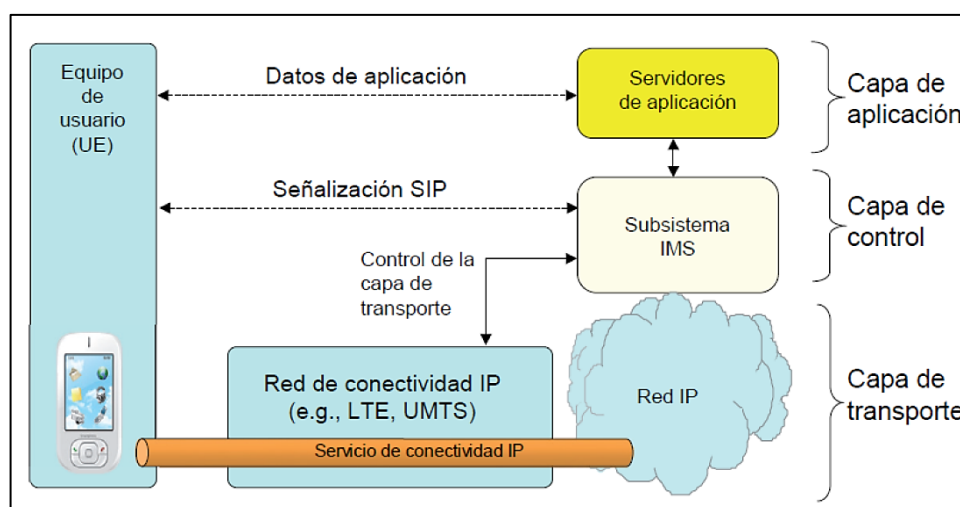 Equipo
de
usuario
(UE)
Datos de aplicación
Servidores
de aplicación
Capa de
aplicación
Señalización SIP
Subsistema
IMS
Capa de
control
Control de la
capa de
transporte
Red de conectividad IP
(e.g., LTE, UMTS)
Red IP
Capa de
transporte
Servicio de conectividad IP